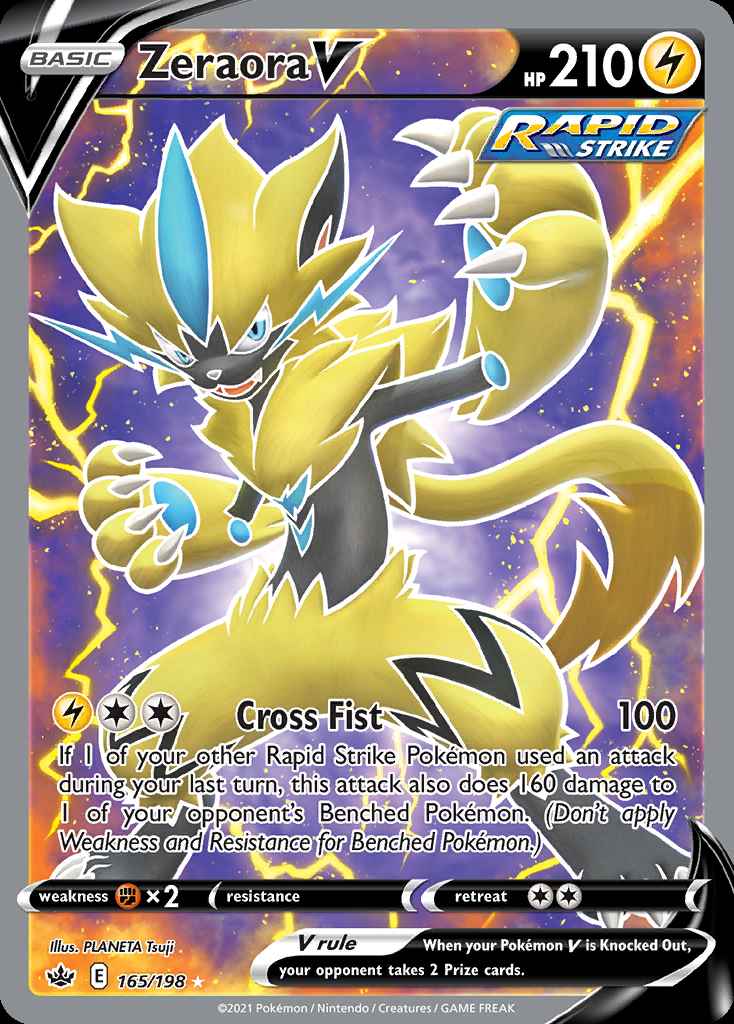 BASIC
Zeraora V
HP 210
RAPID
STRIKE
Cross Fist 100
If 1 of your other Rapid Strike Pokémon used an attack
during your last turn, this attack also does 160 damage to
1 of your opponent's Benched Pokémon. (Don't apply
Weakness and Resistance for Benched Pokémon.)
weakness ×2 resistance retreat
Illus. PLANETA Tsuji
V rule When your Pokémon V is Knocked Out,
your opponent takes 2 Prize cards.
E 165/198
©2021 Pokémon / Nintendo / Creatures / GAME FREAK